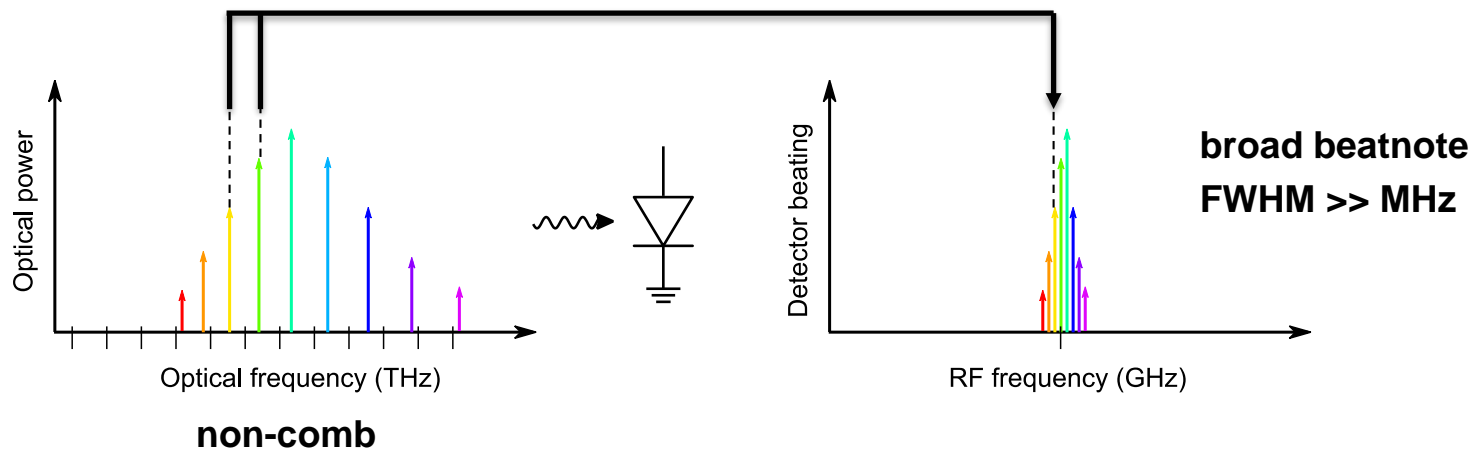 Optical power
Optical frequency (THz)
non-comb
Detector beating
RF frequency (GHz)
broad beatnote
FWHM >> MHz